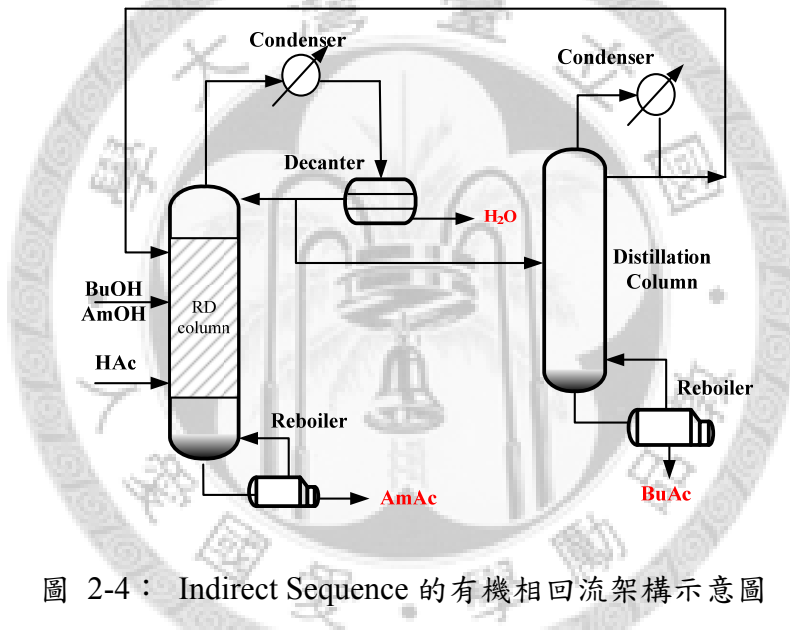 Condenser
Condenser
Decanter
H₂O
Distillation
Column
BuOH
AmOH
RD
column
HAc
Reboiler
Reboiler
AmAc
BuAc
圖 2-4： Indirect Sequence 的有機相回流架構示意圖